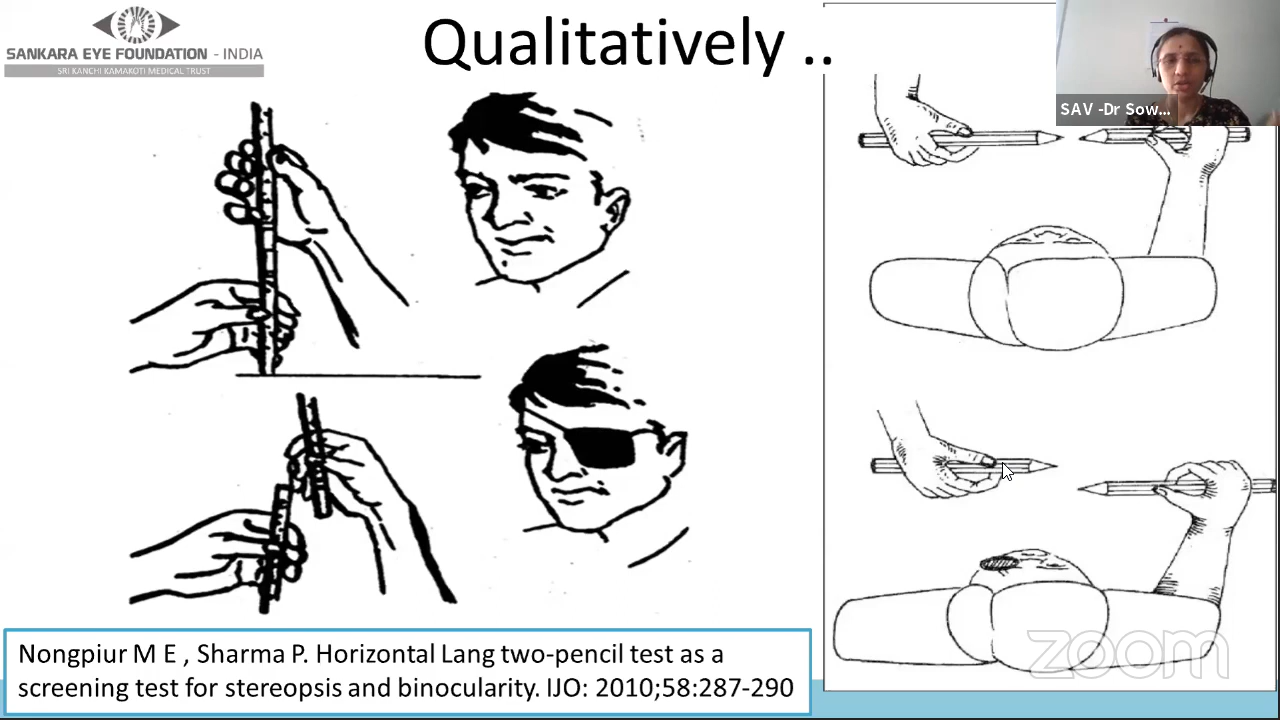 SANKARA EYE FOUNDATION - INDIA
SRI KANCHI KAMAKOTI MEDICAL TRUST
Qualitatively ..
SAV -Dr Sow...
zoom
Nongpiur M E , Sharma P. Horizontal Lang two-pencil test as a
screening test for stereopsis and binocularity. IJO: 2010;58:287-290